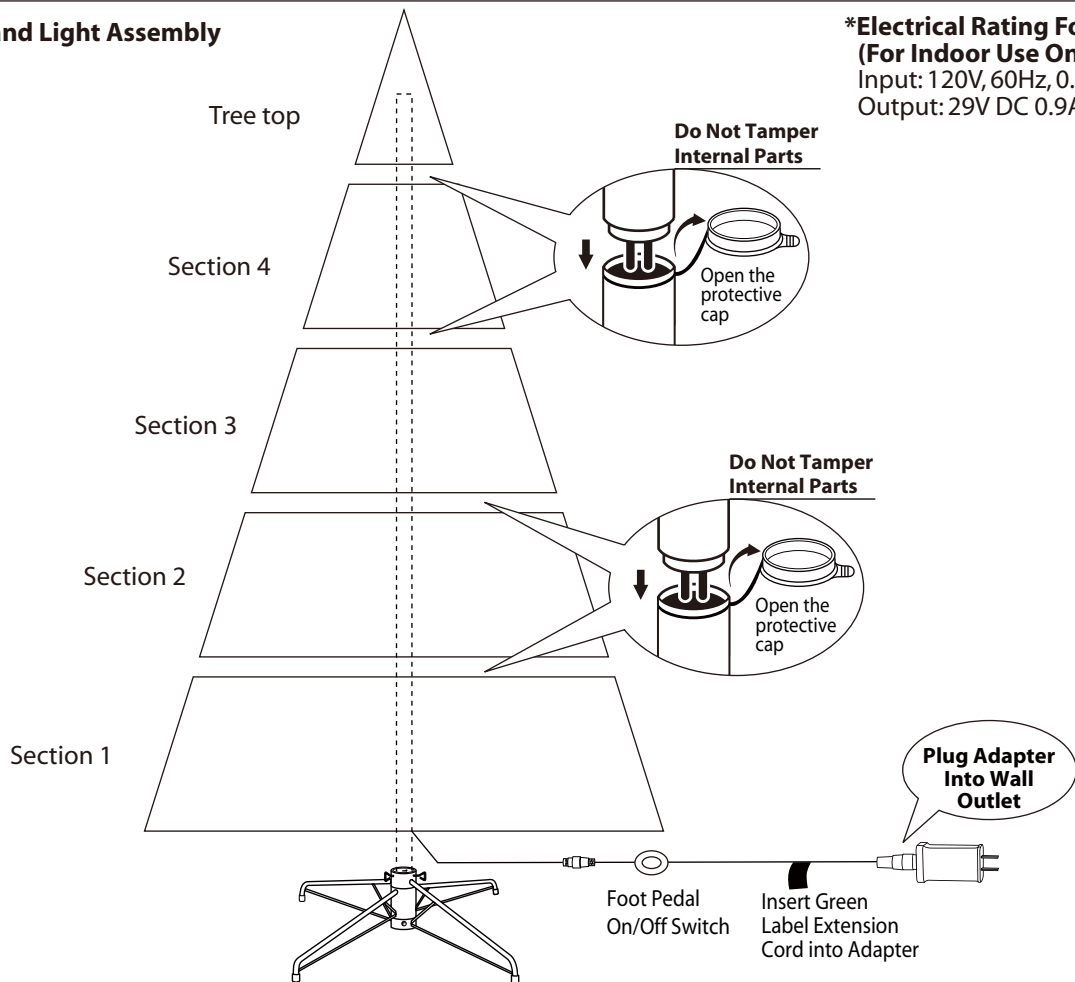 and Light Assembly
*Electrical Rating Fo
(For Indoor Use On
Input: 120V, 60Hz, 0.
Output: 29V DC 0.9A
Tree top
Do Not Tamper
Internal Parts
Open the
protective
cap
Section 4
Section 3
Do Not Tamper
Internal Parts
Open the
protective
cap
Section 2
Section 1
Plug Adapter
Into Wall
Outlet
Foot Pedal
On/Off Switch
Insert Green
Label Extension
Cord into Adapter